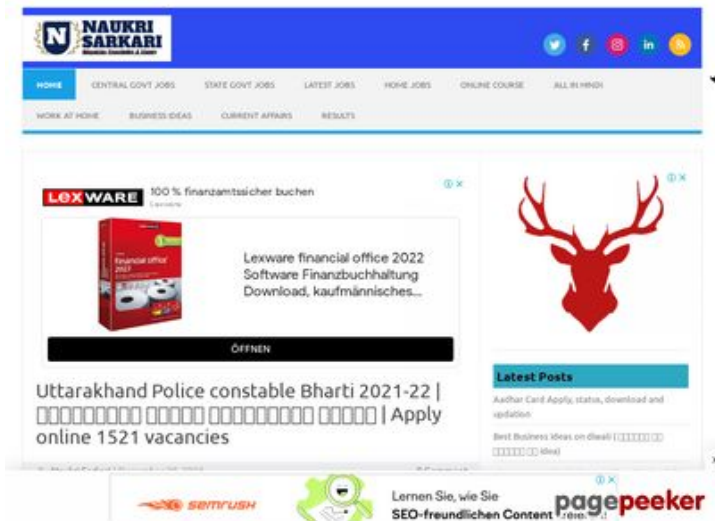 NAUKRI
SARKARI
HOME CENTRAL GOVT JOBS STATE GOVT JOBS LATEST JOBS HOME JOBS ONLINE COURSE ALL IN HINDI
WORK AT HOME BUSINESS IDEAS CURRENT AFFAIRS RESULTS
LEXWARE 100 % finanzamtssicher buchen
Lexware
financial office
2022
Lexware financial office 2022
Software Finanzbuchhaltung
Download, kaufmännisches...
ÖFFNEN
Uttarakhand Police constable Bharti 2021-22 |
| Apply
online 1521 vacancies
Latest Posts
Aadhar Card Apply, status, download and
updation
Best Business Ideas on diwali (
Idea)
semrush
Lernen Sie, wie Sie
SEO-freundlichen Content
pagepeeker